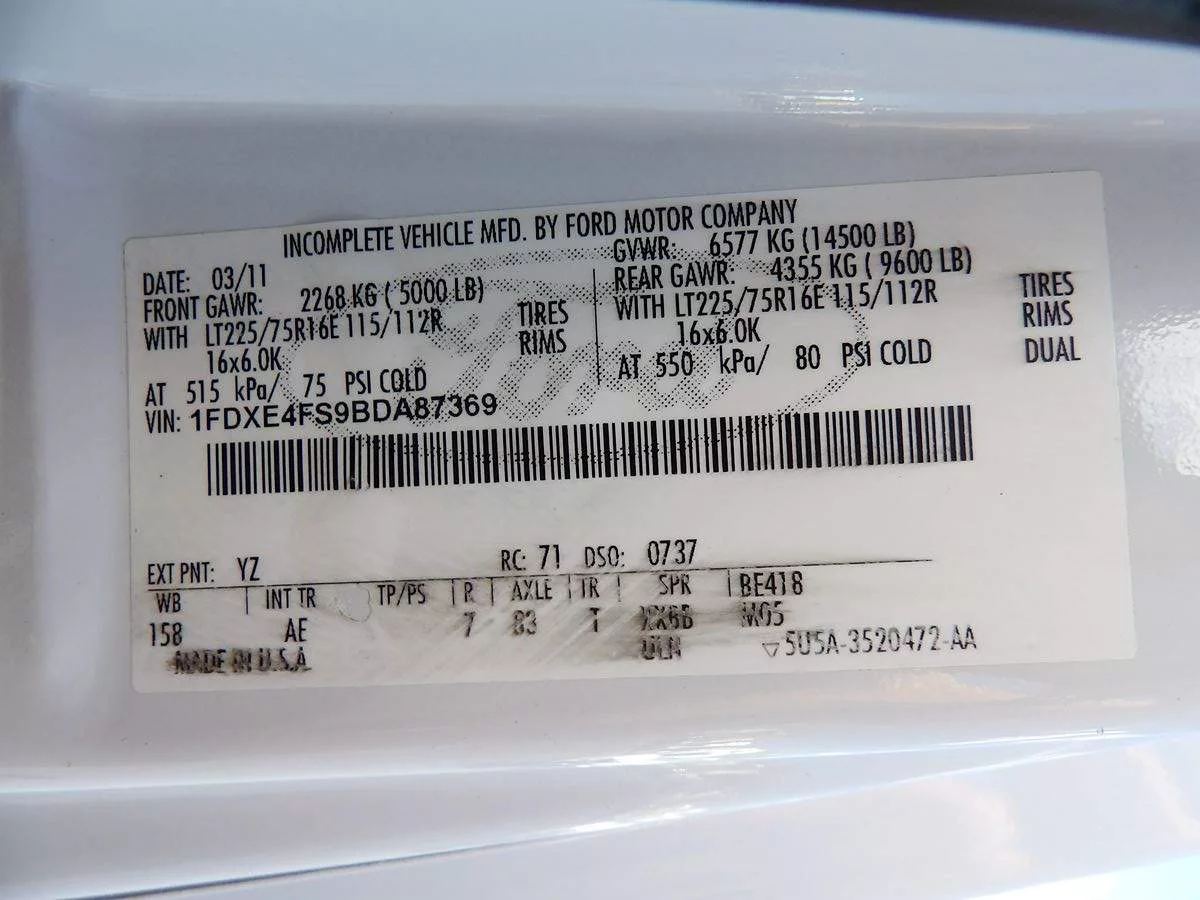 INCOMPLETE VEHICLE MFD. BY FORD MOTOR COMPANY
DATE: 03/11
GVWR: 6577 KG (14500 LB)
FRONT GAWR: 2268 KG ( 5000 LB)
REAR GAWR: 4355 KG ( 9600 LB)
WITH LT225/75R16E 115/112R TIRES
WITH LT225/75R16E 115/112R TIRES
16x6.0K RIMS
16x6.0K RIMS
AT 515 kPa/ 75 PSI COLD
AT 550 kPa/ 80 PSI COLD DUAL
VIN: 1FDXE4FS9BDA87369
EXT PNT: YZ RC: 71 DSO: 0737
WB INT TR TP/PS R AXLE TR SPR BE418
158 AE 7 83 T M05
MADE IN U.S.A
5U5A-3520472-AA